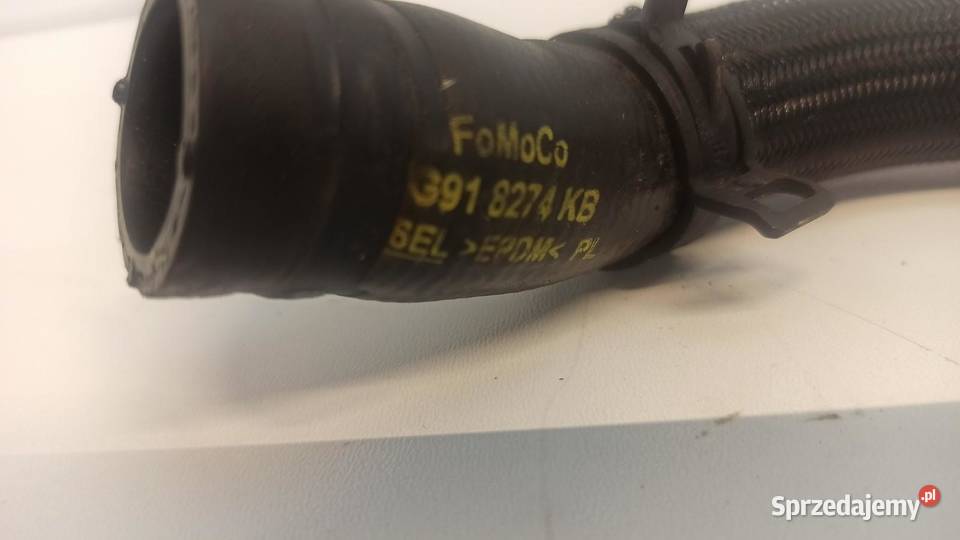 FoMoCo
G91 8274 KB
SEL >EPDM< PL
Sprzedajemy.pl